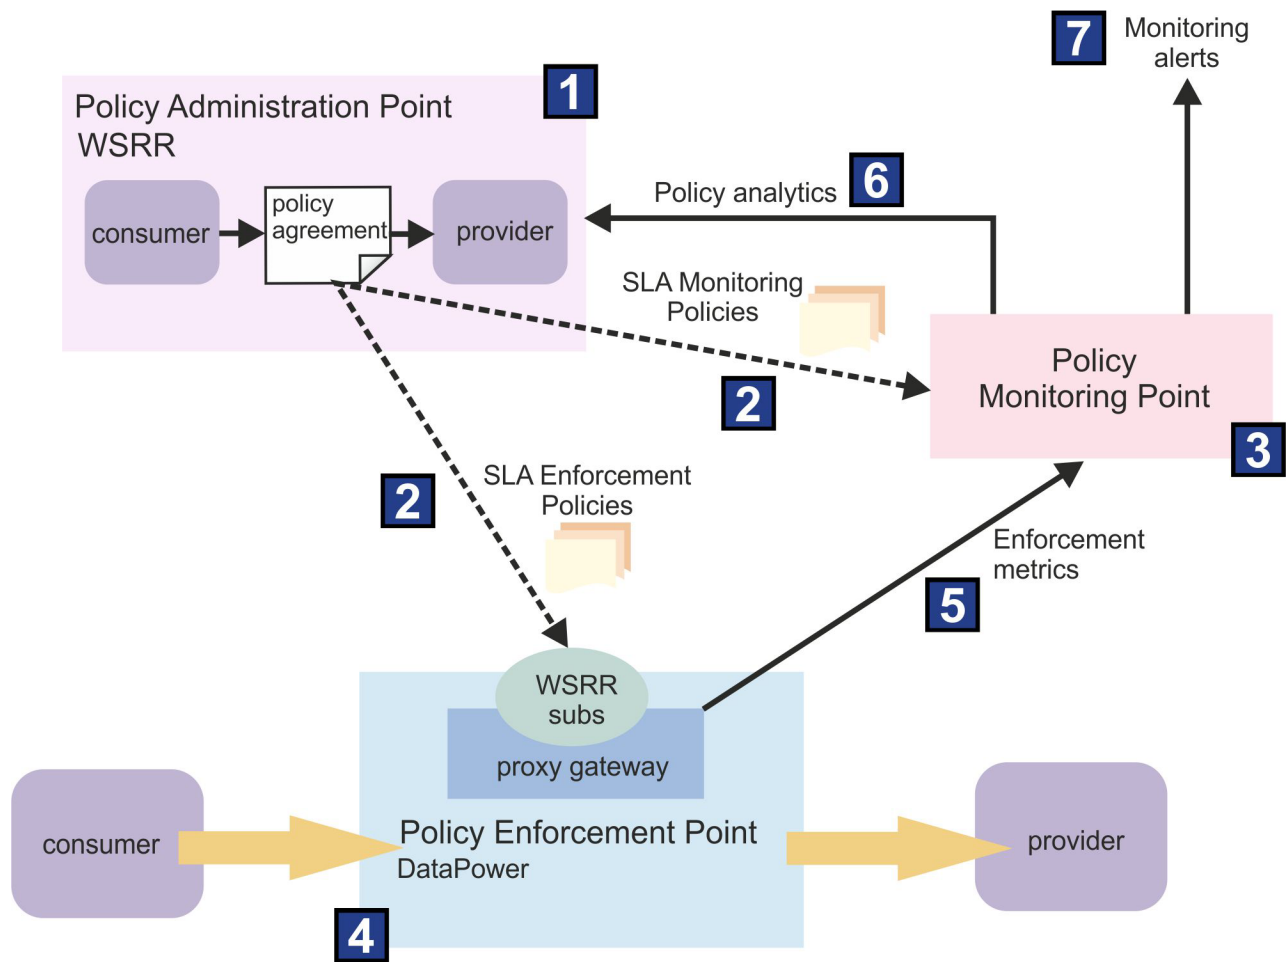 7
Monitoring
alerts
1
Policy Administration Point
WSRR
6
Policy analytics
policy
agreement
consumer
provider
SLA Monitoring
Policies
Policy
Monitoring Point
2
3
SLA Enforcement
Policies
2
Enforcement
metrics
5
WSRR
subs
proxy gateway
consumer
Policy Enforcement Point
DataPower
provider
4